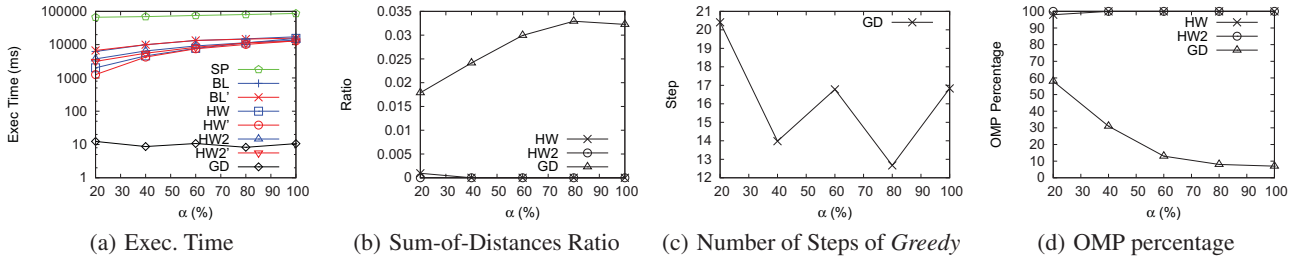 Exec Time (ms)
100000
10000
1000
100
10
1
SP
BL
BL'
HW
HW'
HW2
HW2'
GD
20 30 40 50 60 70 80 90 100
α (%)
(a) Exec. Time
Ratio
0.035
0.03
0.025
0.02
0.015
0.01
0.005
0
HW
HW2
GD
20 30 40 50 60 70 80 90 100
α (%)
(b) Sum-of-Distances Ratio
Step
21
20
19
18
17
16
15
14
13
12
GD
20 30 40 50 60 70 80 90 100
α (%)
(c) Number of Steps of Greedy
OMP Percentage
100
90
80
70
60
50
40
30
20
10
0
HW
HW2
GD
20 30 40 50 60 70 80 90 100
α (%)
(d) OMP percentage